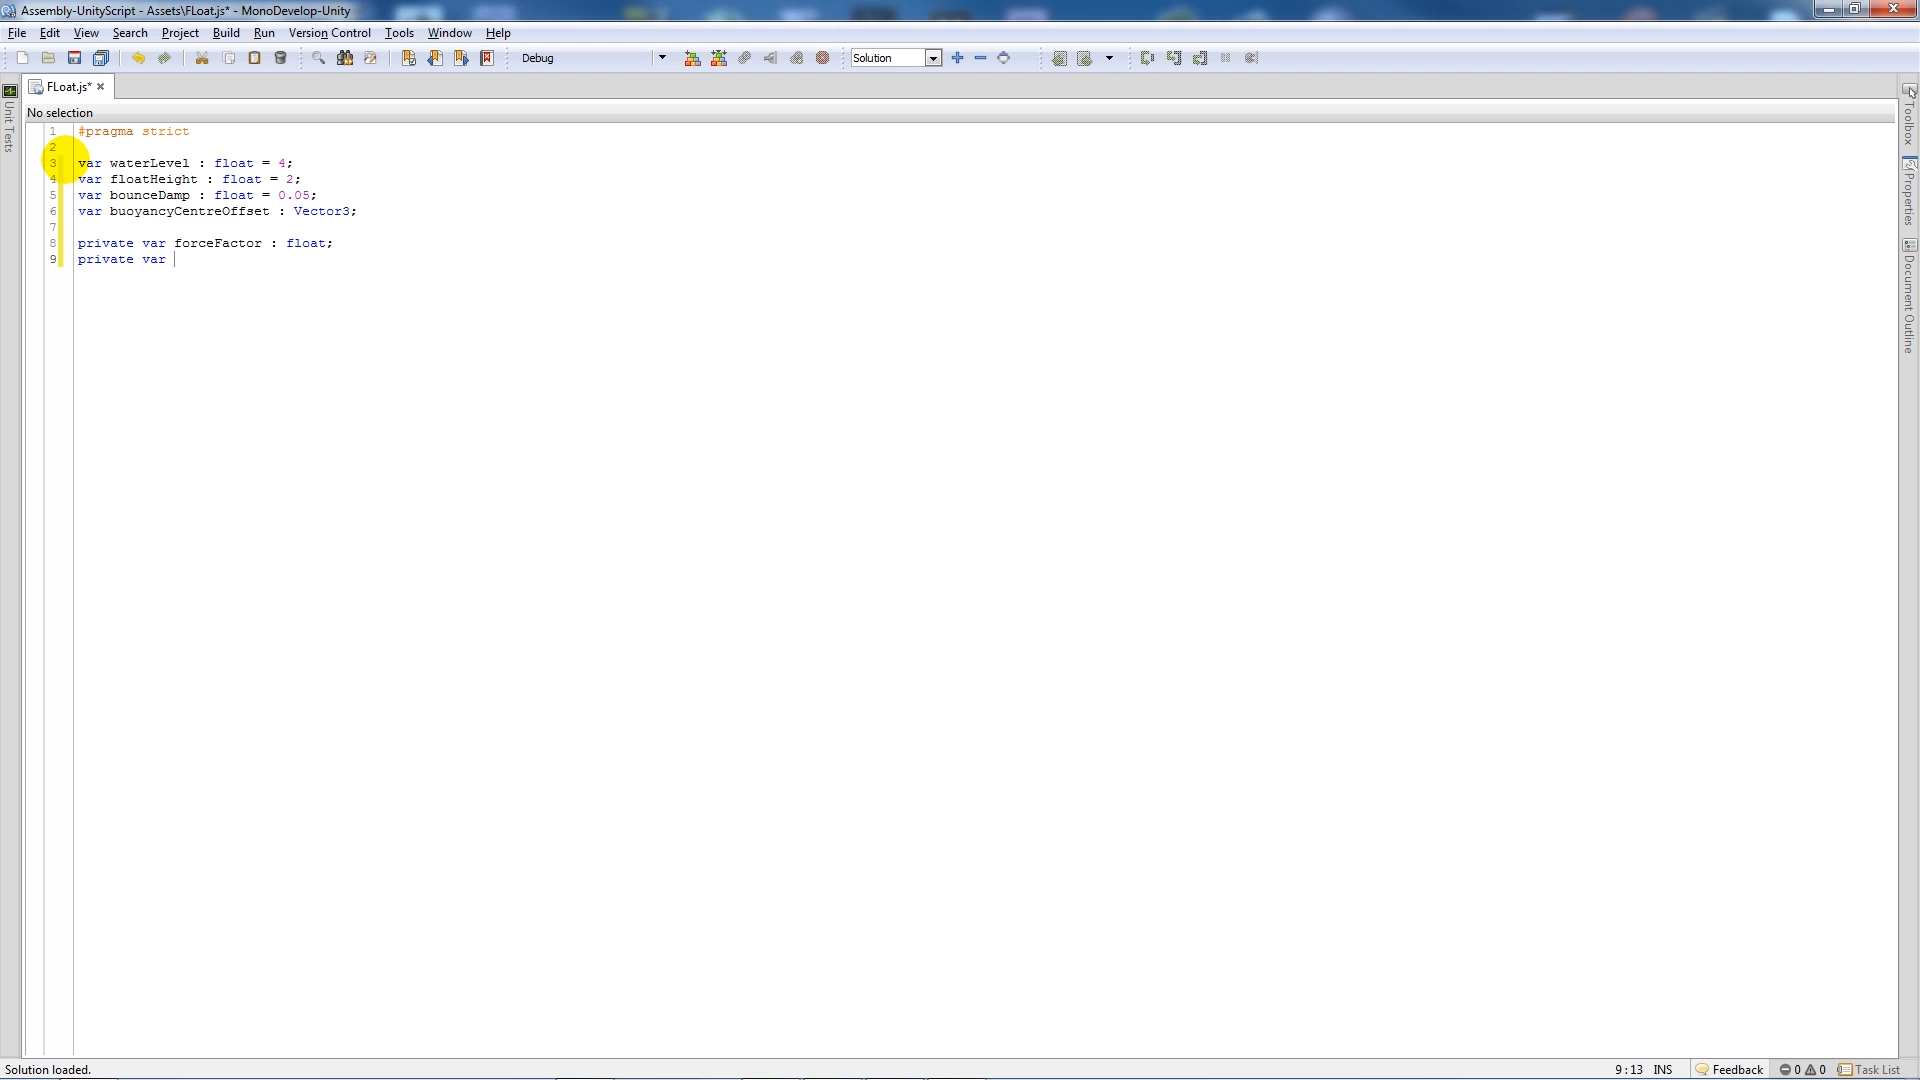 Assembly-UnityScript - Assets\FLoat.js* - MonoDevelop-Unity
File Edit View Search Project Build Run Version Control Tools Window Help
Debug Solution
FLoat.js*
No selection
1 #pragma strict
2
3 var waterLevel : float = 4;
4 var floatHeight : float = 2;
5 var bounceDamp : float = 0.05;
6 var buoyancyCentreOffset : Vector3;
7
8 private var forceFactor : float;
9 private var
Unit Tests
Toolbox
Properties
Document Outline
Solution loaded. 9 : 13 INS Feedback 0 0 Task List